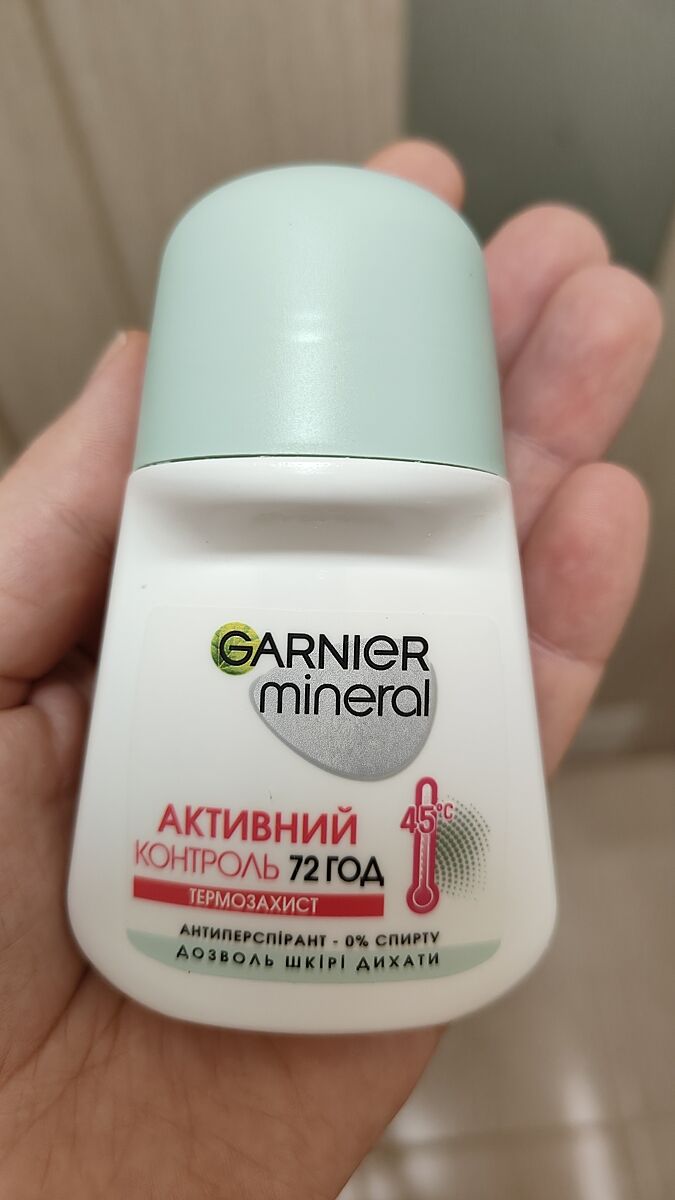 GARNIER
mineral
АКТИВНИЙ
КОНТРОЛЬ 72 ГОД
ТЕРМОЗАХИСТ
45°C
АНТИПЕРСПІРАНТ - 0% СПИРТУ
ДОЗВОЛЬ ШКІРІ ДИХАТИ